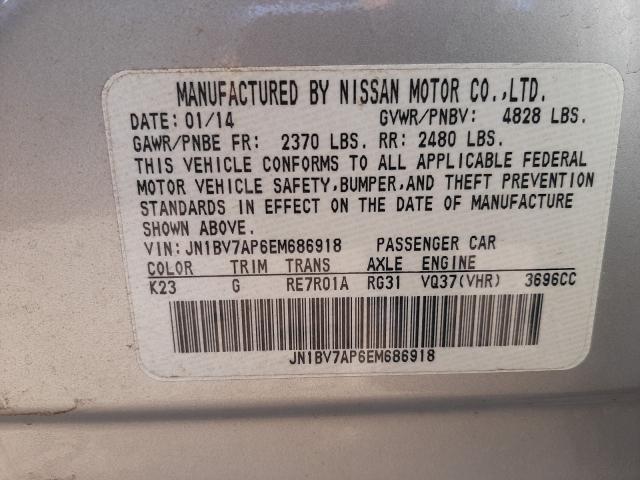 MANUFACTURED BY NISSAN MOTOR CO.,LTD.
DATE:01/14 GVWR/PNBV: 4828 LBS.
GAWR/PNBE FR: 2370 LBS. RR: 2480 LBS.
THIS VEHICLE CONFORMS TO ALL APPLICABLE FEDERAL
MOTOR VEHICLE SAFETY,BUMPER,AND THEFT PREVENTION
STANDARDS IN EFFECT ON THE DATE OF MANUFACTURE
SHOWN ABOVE.
VIN:JN1BV7AP6EM686918 PASSENGER CAR
COLOR TRIM TRANS AXLE ENGINE
K23 G RE7R01A RG31 VQ37(VHR) 3696CC
JN1BV7AP6EM686918